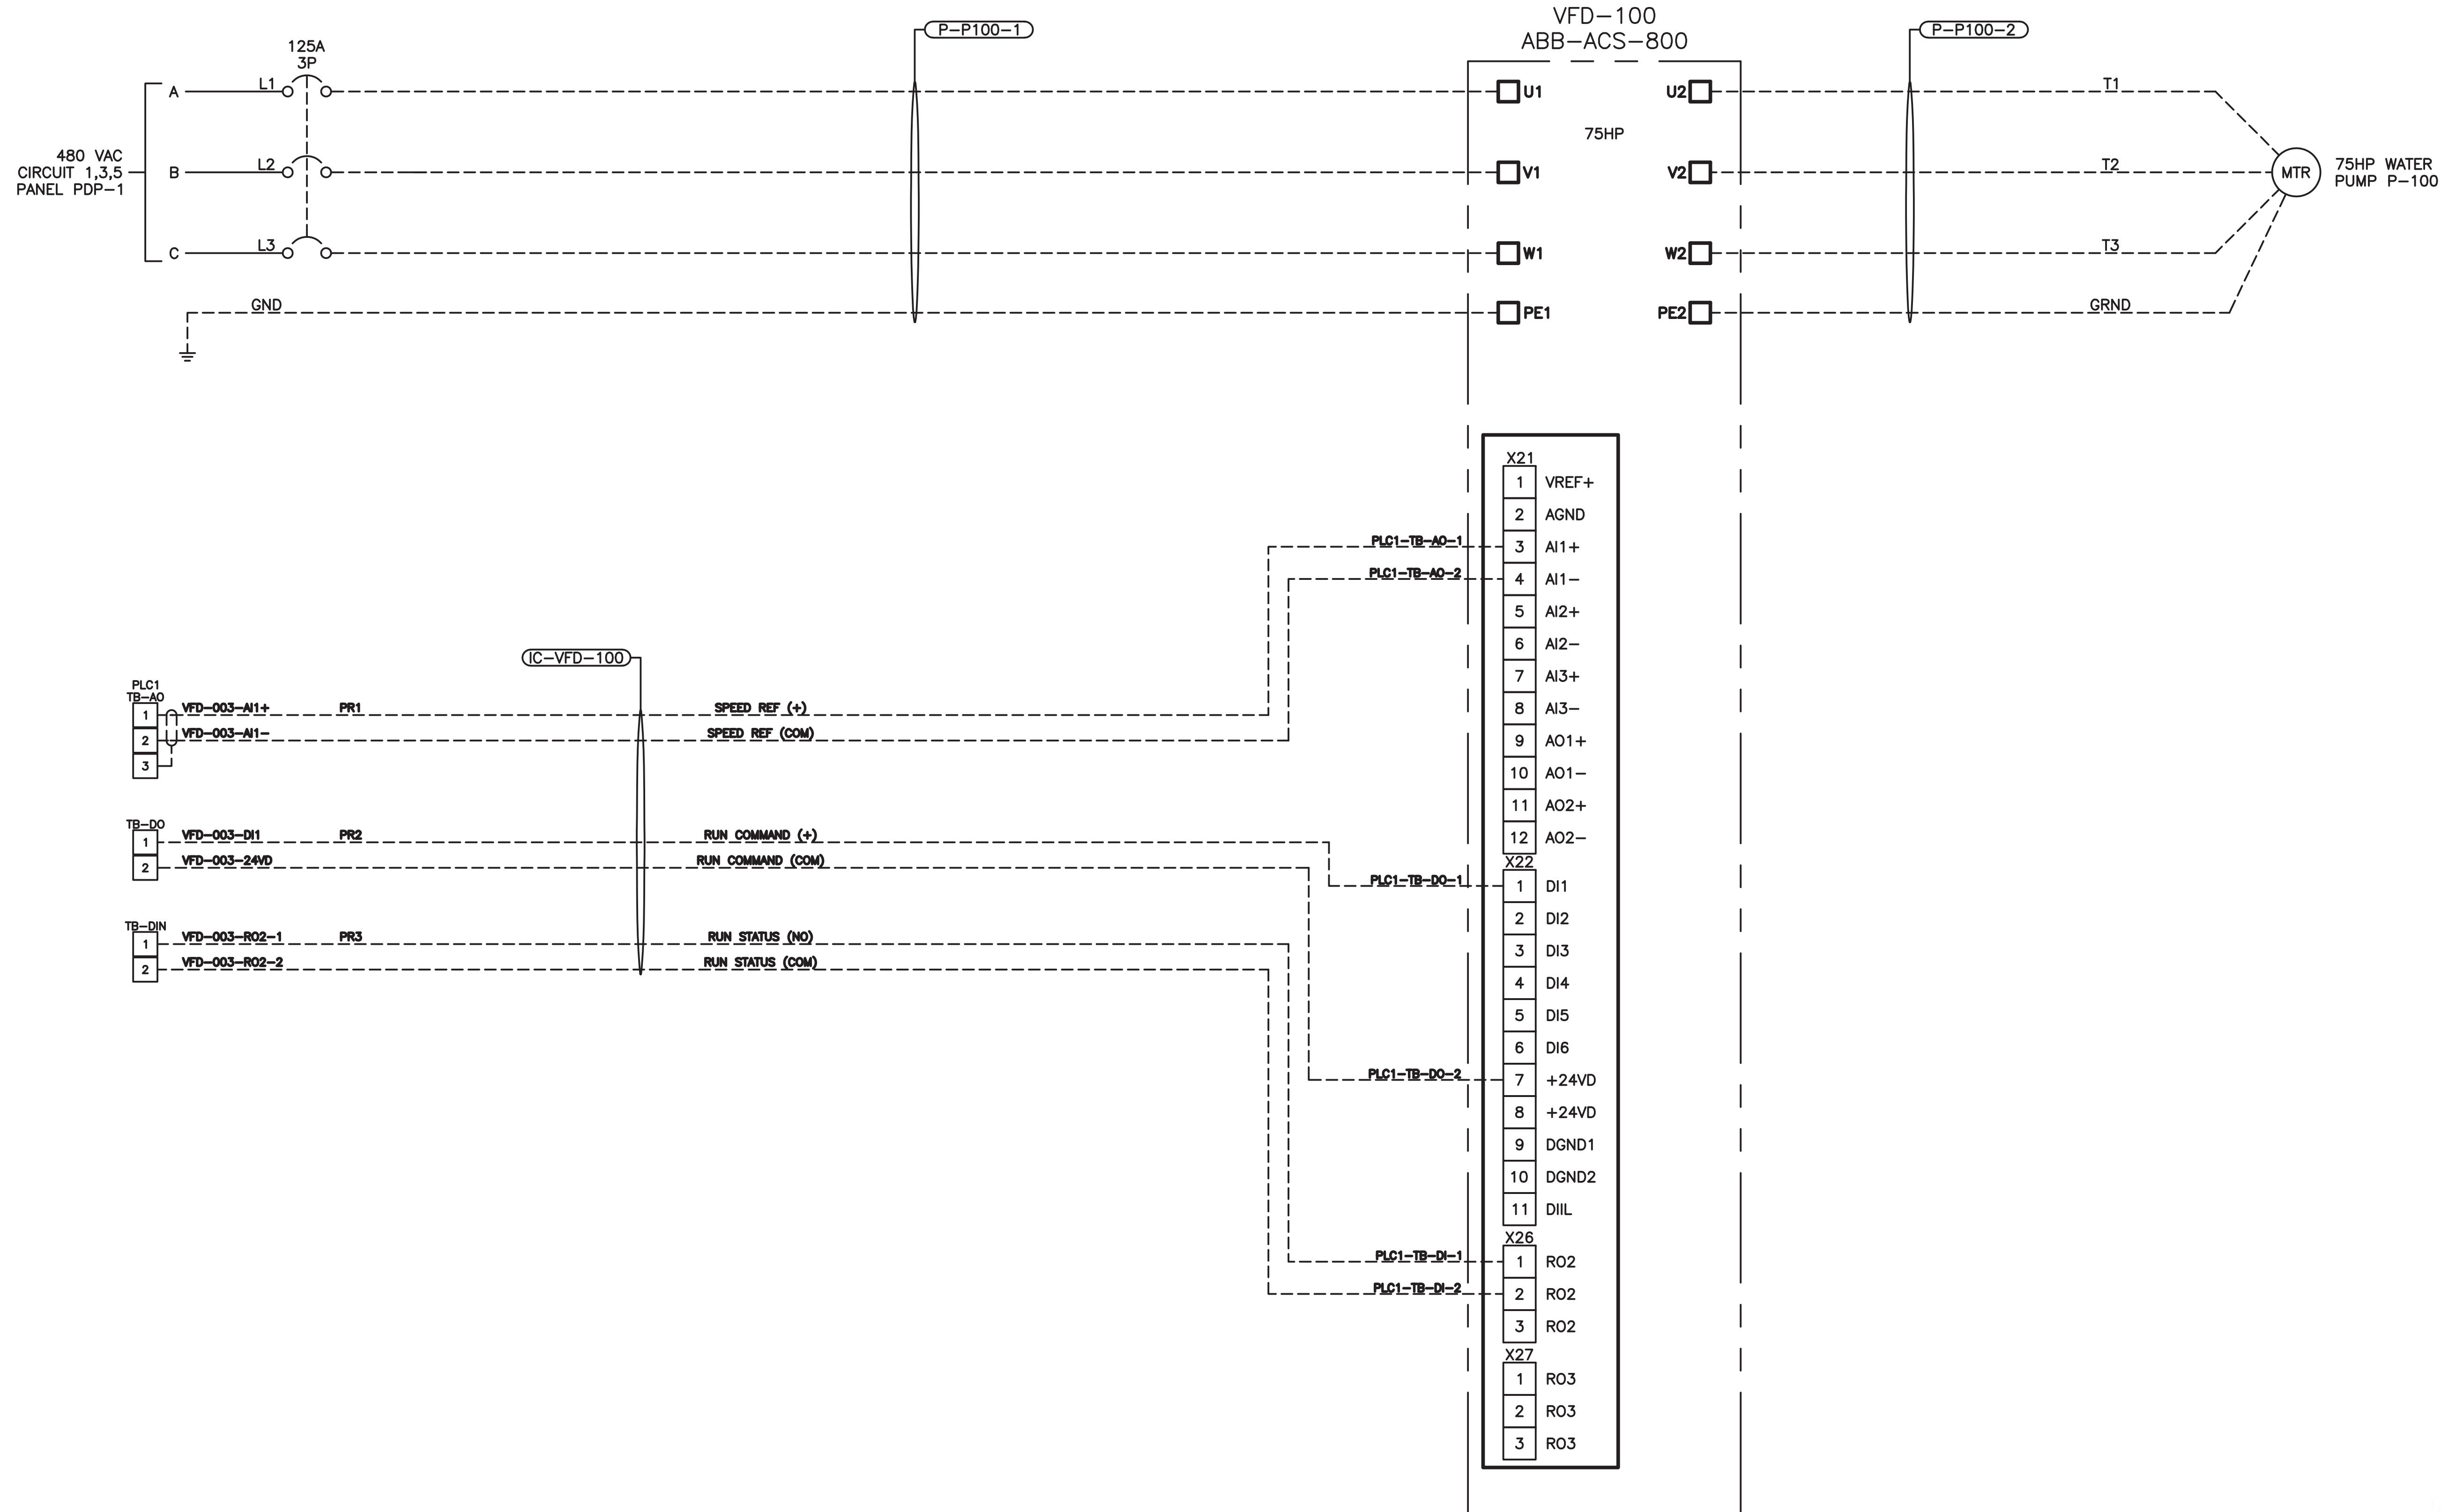 VFD-100
ABB-ACS-800
P-P100-1
P-P100-2
125A
3P
480 VAC
CIRCUIT 1,3,5
PANEL PDP-1
A
L1
B
L2
C
L3
GND
U1
U2
75HP
V1
V2
W1
W2
PE1
PE2
T1
T2
T3
GRND
MTR
75HP WATER
PUMP P-100
X21
1 VREF+
2 AGND
PLC1-TB-AO-1 3 AI1+
PLC1-TB-AO-2 4 AI1-
5 AI2+
6 AI2-
7 AI3+
8 AI3-
9 AO1+
10 AO1-
11 AO2+
12 AO2-
X22
PLC1-TB-DO-1 1 DI1
2 DI2
3 DI3
4 DI4
5 DI5
6 DI6
PLC1-TB-DO-2 7 +24VD
8 +24VD
9 DGND1
10 DGND2
11 DIIL
X26
PLC1-TB-DI-1 1 RO2
PLC1-TB-DI-2 2 RO2
3 RO2
X27
1 RO3
2 RO3
3 RO3
IC-VFD-100
PLC1
TB-AO
1 VFD-003-AI1+ PR1 SPEED REF (+)
2 VFD-003-AI1- SPEED REF (COM)
3
TB-DO
1 VFD-003-DI1 PR2 RUN COMMAND (+)
2 VFD-003-24VD RUN COMMAND (COM)
TB-DIN
1 VFD-003-RO2-1 PR3 RUN STATUS (NO)
2 VFD-003-RO2-2 RUN STATUS (COM)